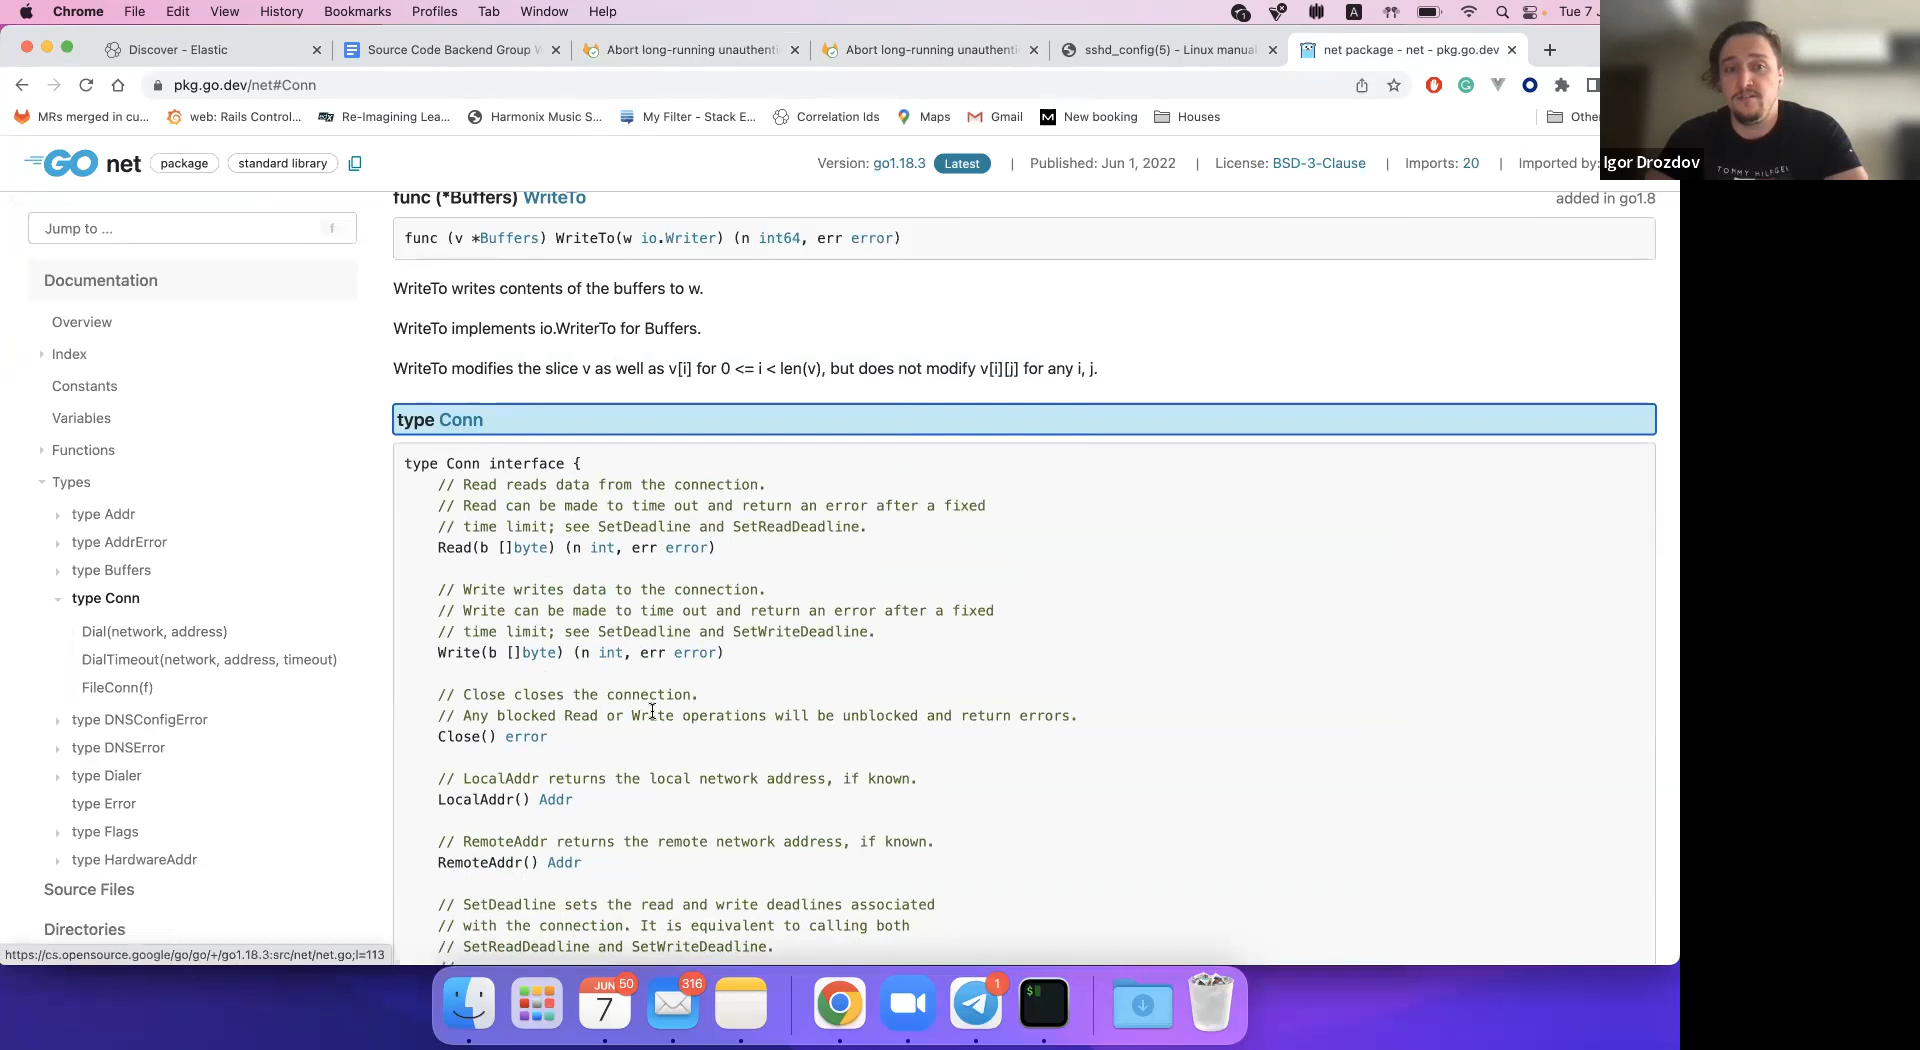 Chrome File Edit View History Bookmarks Profiles Tab Window Help
1 A Tue 7
Discover - Elastic
Source Code Backend Group W
Abort long-running unauthenti
Abort long-running unauthenti
sshd_config(5) - Linux manual
net package - net - pkg.go.dev
pkg.go.dev/net#Conn
MRs merged in cu...
web: Rails Control...
Re-Imagining Lea...
Harmonix Music S...
My Filter - Stack E...
Correlation Ids
Maps
Gmail
New booking
Houses
Othe
Igor Drozdov
TOMMY HILFIGER
GO net package standard library
Version: go1.18.3 Latest | Published: Jun 1, 2022 | License: BSD-3-Clause | Imports: 20 | Imported by:
Jump to ... f
Documentation
Overview
Index
Constants
Variables
Functions
Types
type Addr
type AddrError
type Buffers
type Conn
Dial(network, address)
DialTimeout(network, address, timeout)
FileConn(f)
type DNSConfigError
type DNSError
type Dialer
type Error
type Flags
type HardwareAddr
Source Files
Directories
https://cs.opensource.google/go/go/+/go1.18.3:src/net/net.go;l=113
func (*Buffers) WriteTo added in go1.8
func (v *Buffers) WriteTo(w io.Writer) (n int64, err error)
WriteTo writes contents of the buffers to w.
WriteTo implements io.WriterTo for Buffers.
WriteTo modifies the slice v as well as v[i] for 0 <= i < len(v), but does not modify v[i][j] for any i, j.
type Conn
type Conn interface {
// Read reads data from the connection.
// Read can be made to time out and return an error after a fixed
// time limit; see SetDeadline and SetReadDeadline.
Read(b []byte) (n int, err error)
// Write writes data to the connection.
// Write can be made to time out and return an error after a fixed
// time limit; see SetDeadline and SetWriteDeadline.
Write(b []byte) (n int, err error)
// Close closes the connection.
// Any blocked Read or Write operations will be unblocked and return errors.
Close() error
// LocalAddr returns the local network address, if known.
LocalAddr() Addr
// RemoteAddr returns the remote network address, if known.
RemoteAddr() Addr
// SetDeadline sets the read and write deadlines associated
// with the connection. It is equivalent to calling both
// SetReadDeadline and SetWriteDeadline.
//
JUN 50
7
316
1
$